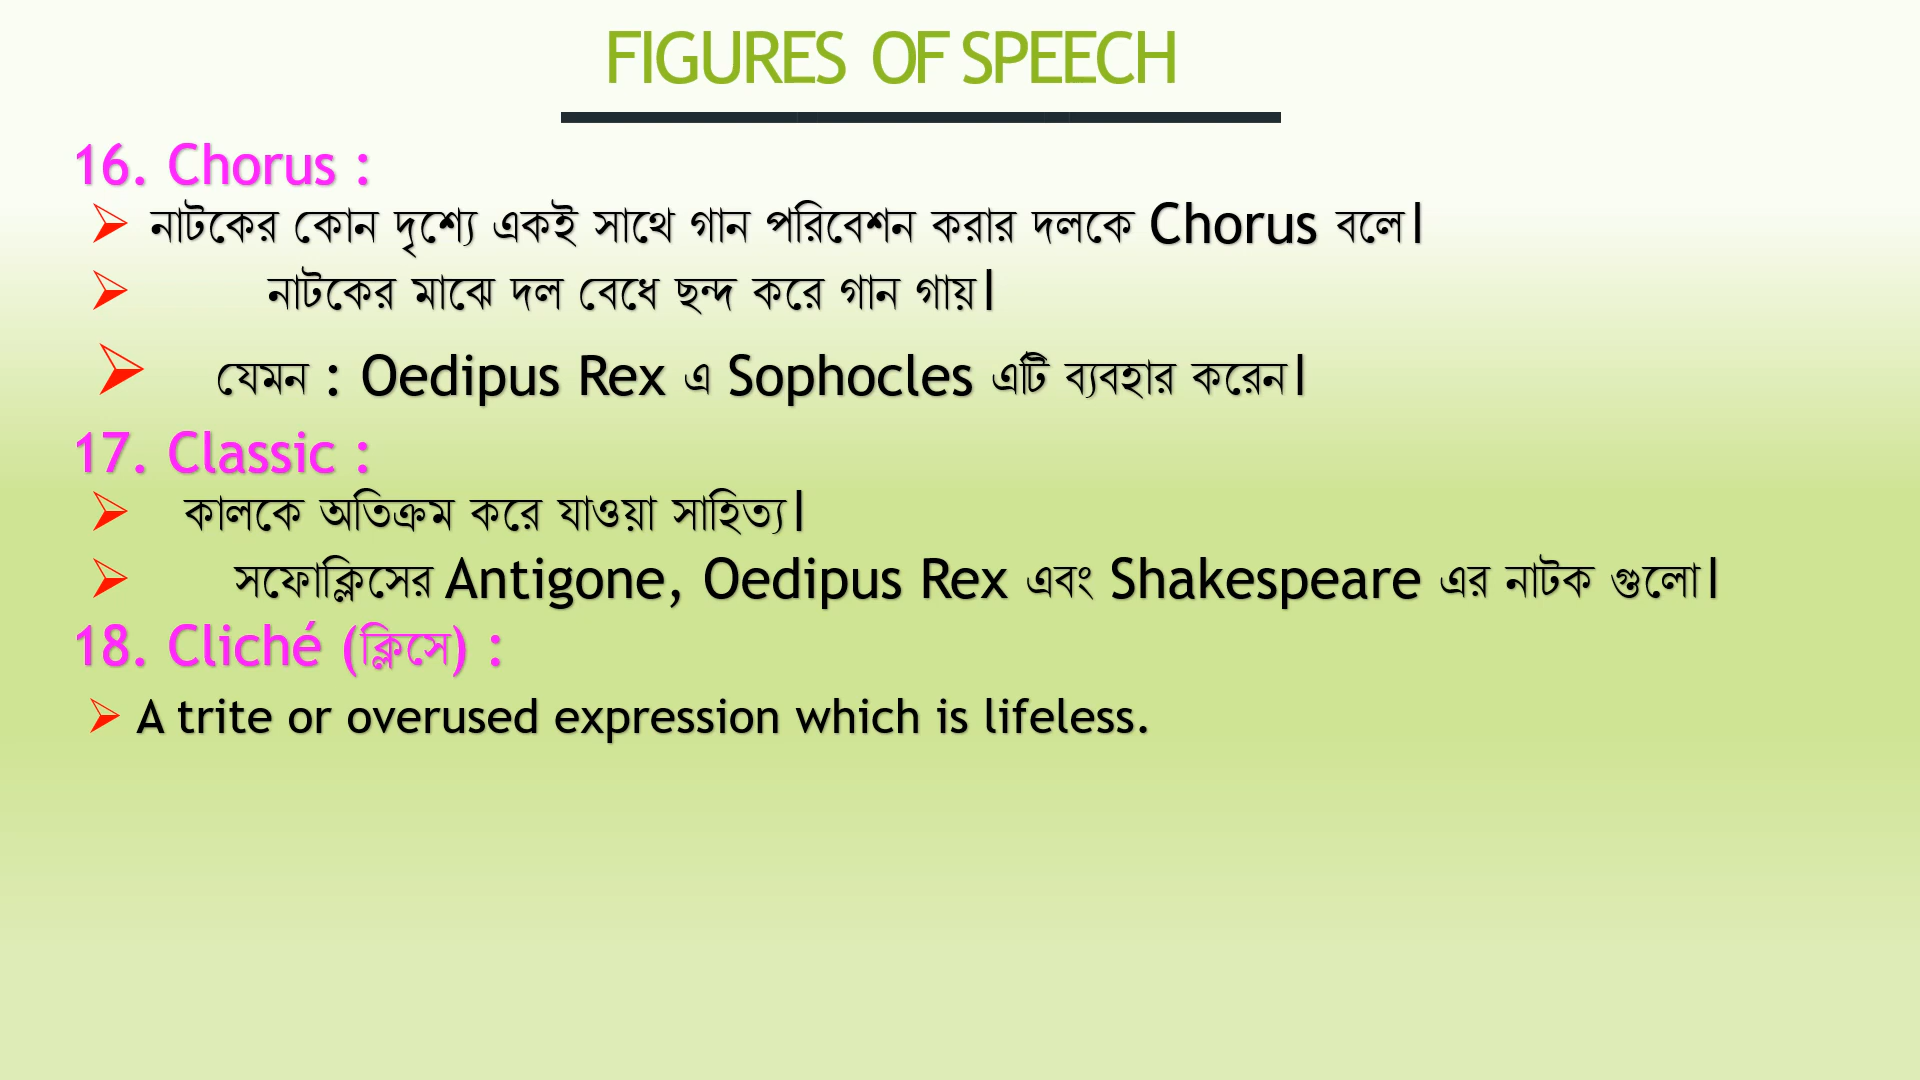 FIGURES OF SPEECH
16. Chorus :
নাটকের কোন দৃশ্যে একই সাথে গান পরিবেশন করার দলকে Chorus বলে।
নাটকের মাঝে দল বেধে ছন্দ করে গান গায়।
যেমন : Oedipus Rex এ Sophocles এটি ব্যবহার করেন।
17. Classic :
কালকে অতিক্রম করে যাওয়া সাহিত্য।
সফোক্লিসের Antigone, Oedipus Rex এবং Shakespeare এর নাটক গুলো।
18. Cliché (ক্লিসে) :
A trite or overused expression which is lifeless.